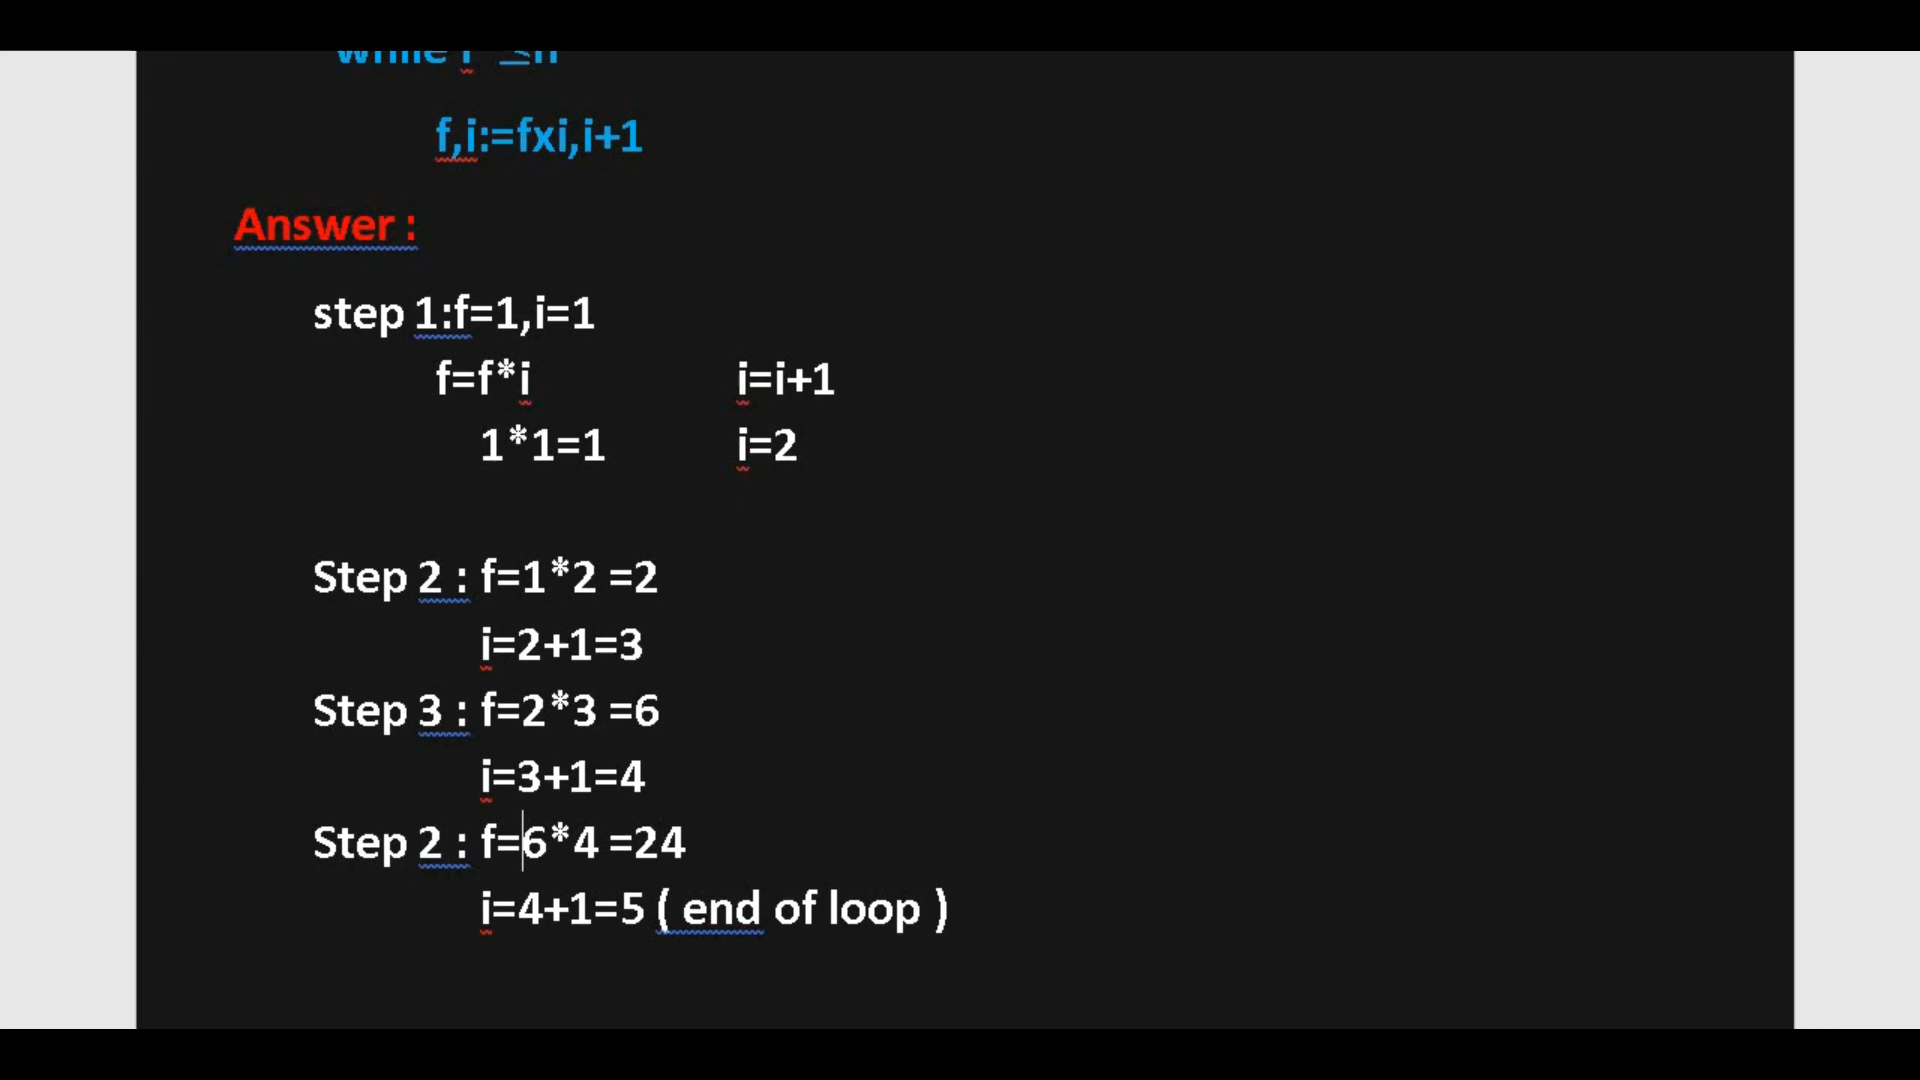 while i ≤n
f,i:=fxi,i+1
Answer :
step 1:f=1,i=1
f=f*i i=i+1
1*1=1 i=2
Step 2 : f=1*2 =2
i=2+1=3
Step 3 : f=2*3 =6
i=3+1=4
Step 2 : f=6*4 =24
i=4+1=5 ( end of loop )